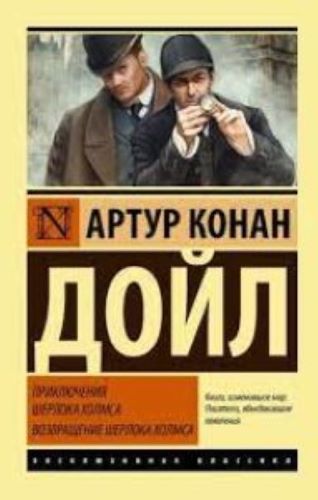 АРТУР КОНАН
ДОЙЛ
ПРИКЛЮЧЕНИЯ
ШЕРЛОКА ХОЛМСА
ВОЗВРАЩЕНИЕ ШЕРЛОКА ХОЛМСА
Книги, изменившие мир.
Писатели, объединившие
поколения.
ЭКСКЛЮЗИВНАЯ КЛАССИКА